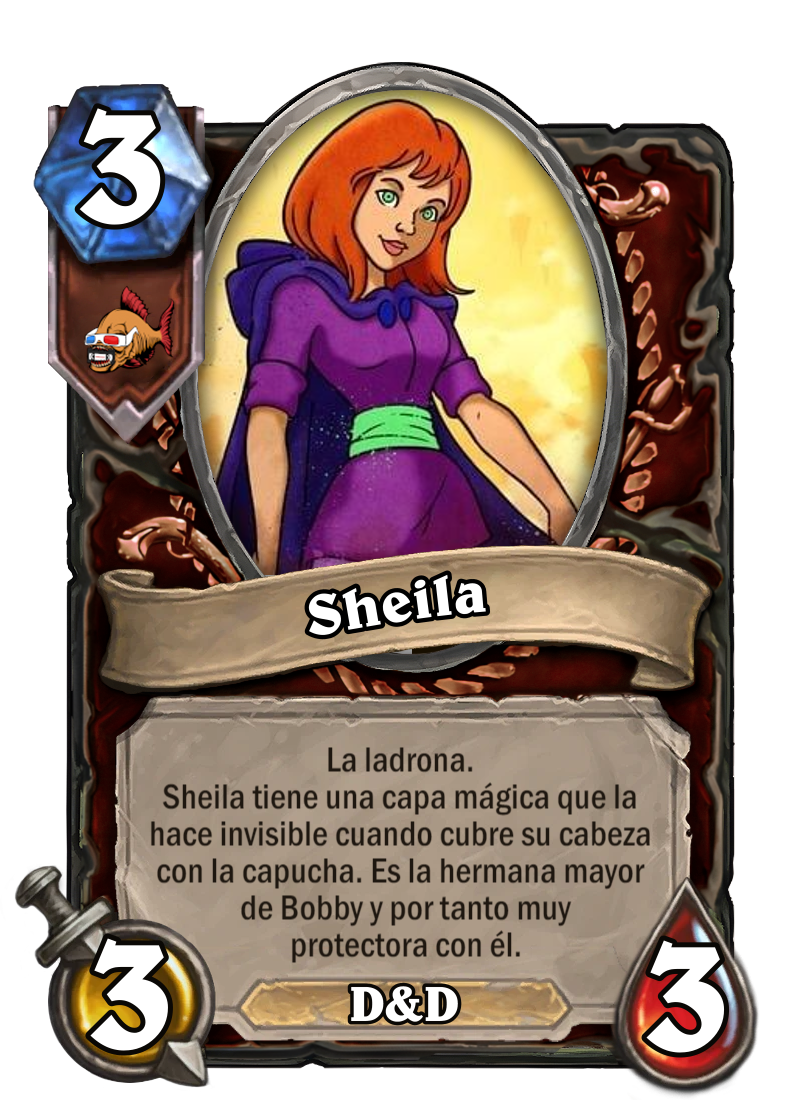 3
Sheila
La ladrona.
Sheila tiene una capa mágica que la
hace invisible cuando cubre su cabeza
con la capucha. Es la hermana mayor
de Bobby y por tanto muy
protectora con él.
3
D&D
3